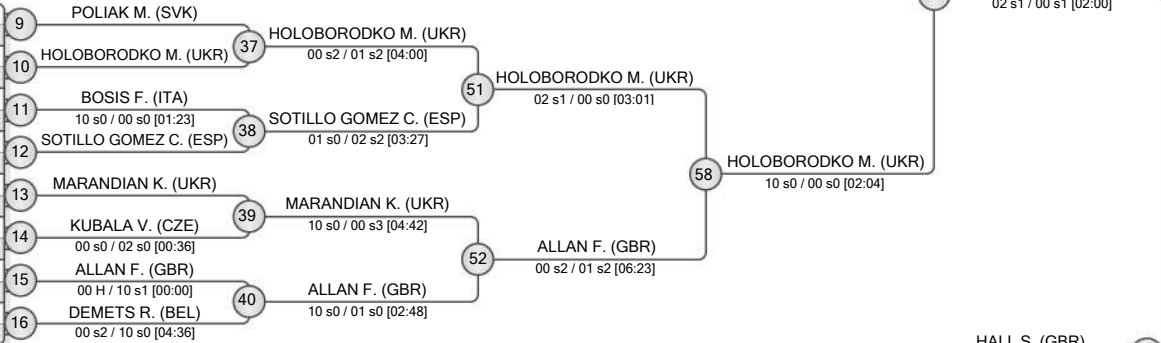 9
POLIAK M. (SVK)
10
HOLOBORODKO M. (UKR)
37
HOLOBORODKO M. (UKR)
00 s2 / 01 s2 [04:00]
11
BOSIS F. (ITA)
10 s0 / 00 s0 [01:23]
12
SOTILLO GOMEZ C. (ESP)
38
SOTILLO GOMEZ C. (ESP)
01 s0 / 02 s2 [03:27]
51
HOLOBORODKO M. (UKR)
02 s1 / 00 s0 [03:01]
13
MARANDIAN K. (UKR)
14
KUBALA V. (CZE)
00 s0 / 02 s0 [00:36]
39
MARANDIAN K. (UKR)
10 s0 / 00 s3 [04:42]
15
ALLAN F. (GBR)
00 H / 10 s1 [00:00]
16
DEMETS R. (BEL)
00 s2 / 10 s0 [04:36]
40
ALLAN F. (GBR)
10 s0 / 01 s0 [02:48]
52
ALLAN F. (GBR)
00 s2 / 01 s2 [06:23]
58
HOLOBORODKO M. (UKR)
10 s0 / 00 s0 [02:04]
02 s1 / 00 s1 [02:00]
HALL S. (GBR)